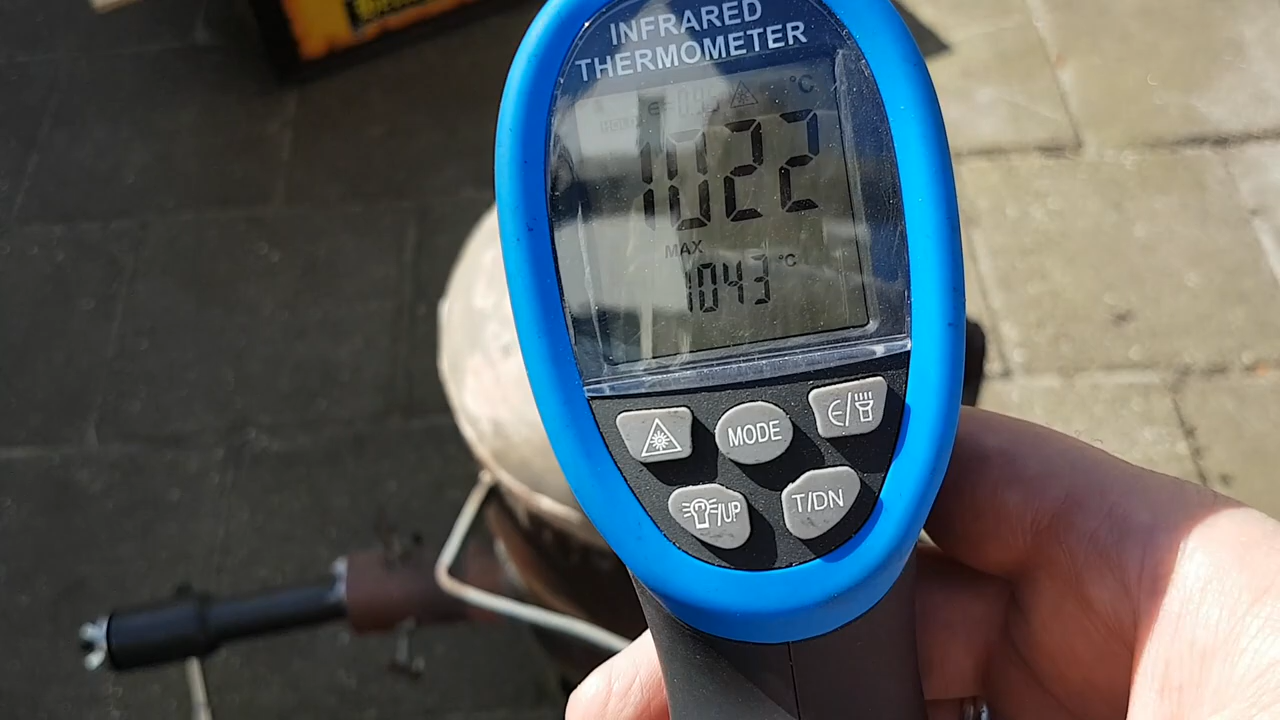 INFRARED
THERMOMETER
°C
1022
MAX
1043 °C
MODE
€/
/UP
T/DN